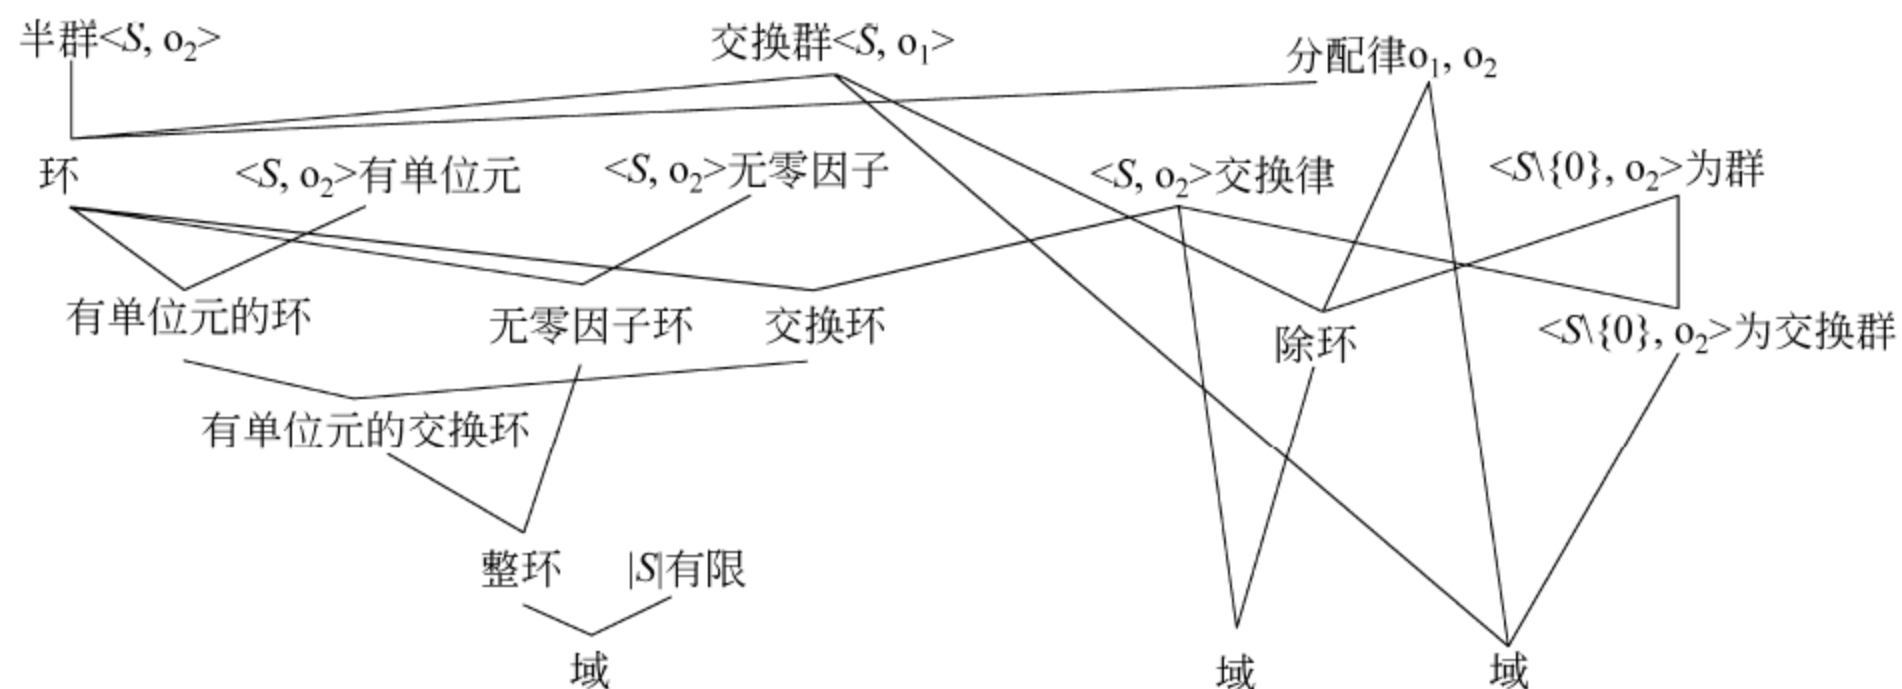 半群<S, o₂>
交换群<S, o₁>
分配律o₁, o₂
环
<S, o₂>有单位元
<S, o₂>无零因子
<S, o₂>交换律
<S\{0}, o₂>为群
有单位元的环
无零因子环
交换环
除环
<S\{0}, o₂>为交换群
有单位元的交换环
整环
|S|有限
域
域
域